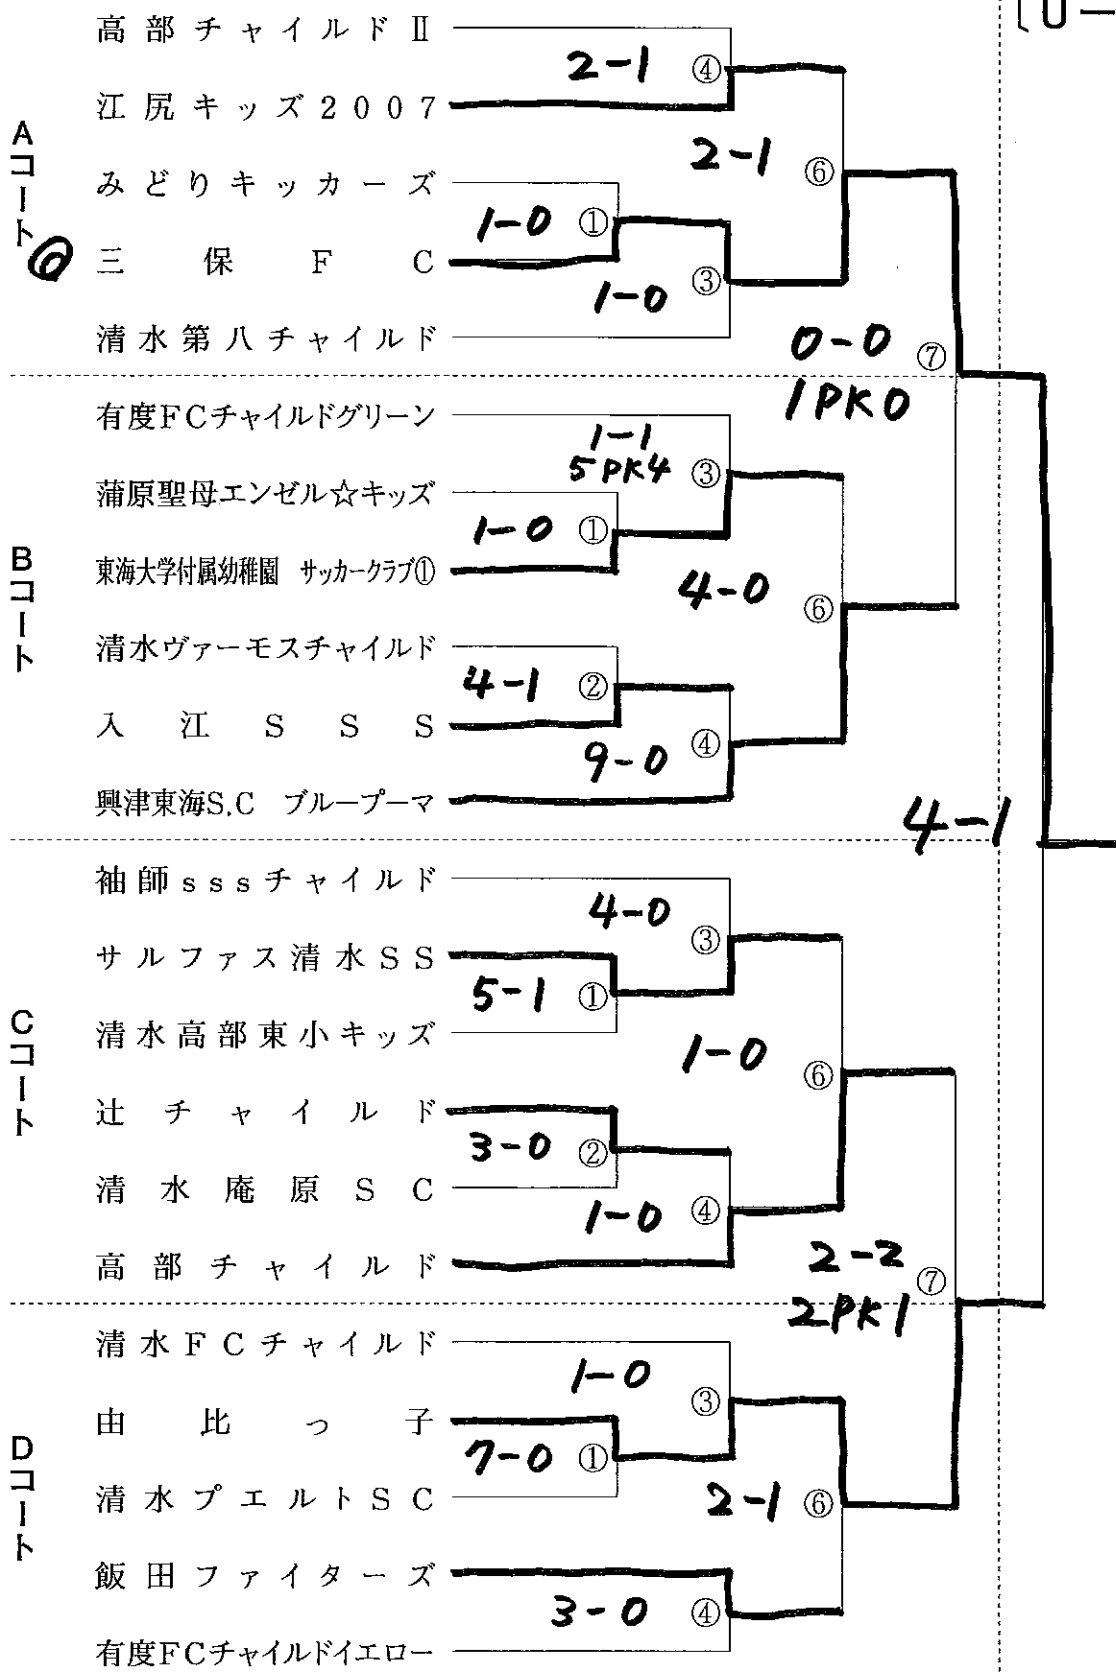 〔U－
高部チャイルドⅡ
2-1 ④
江尻キッズ2007
Aコート
2-1 ⑥
みどりキッカーズ
1-0 ①
三保FC
1-0 ③
清水第八チャイルド
0-0 ⑦
1PK0
有度FCチャイルドグリーン
1-1
5PK4 ③
蒲原聖母エンゼル☆キッズ
1-0 ①
Bコート
東海大学付属幼稚園 サッカークラブ①
4-0 ⑥
清水ヴァーモスチャイルド
4-1 ②
入江SSS
9-0 ④
興津東海S.C ブループーマ
4-1
袖師sssチャイルド
4-0 ③
サルファス清水SS
5-1 ①
Cコート
清水高部東小キッズ
1-0 ⑥
辻チャイルド
3-0 ②
清水庵原SC
1-0 ④
高部チャイルド
2-2 ⑦
2PK1
清水FCチャイルド
1-0 ③
由比っ子
7-0 ①
Dコート
清水プエルトSC
2-1 ⑥
飯田ファイターズ
3-0 ④
有度FCチャイルドイエロー